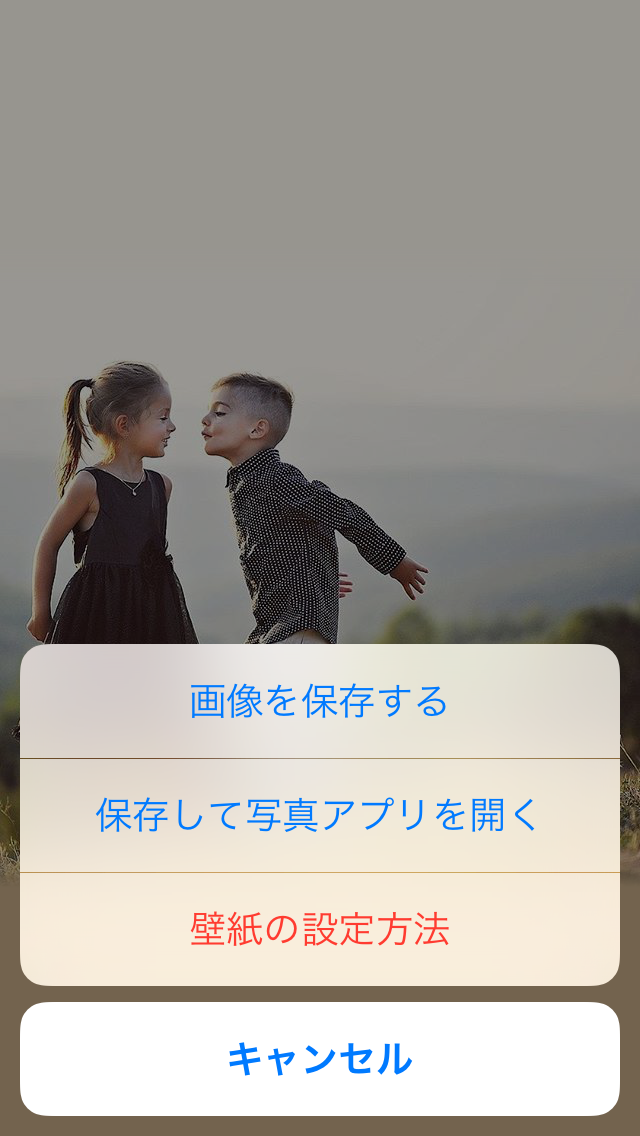 画像を保存する
保存して写真アプリを開く
壁紙の設定方法
キャンセル